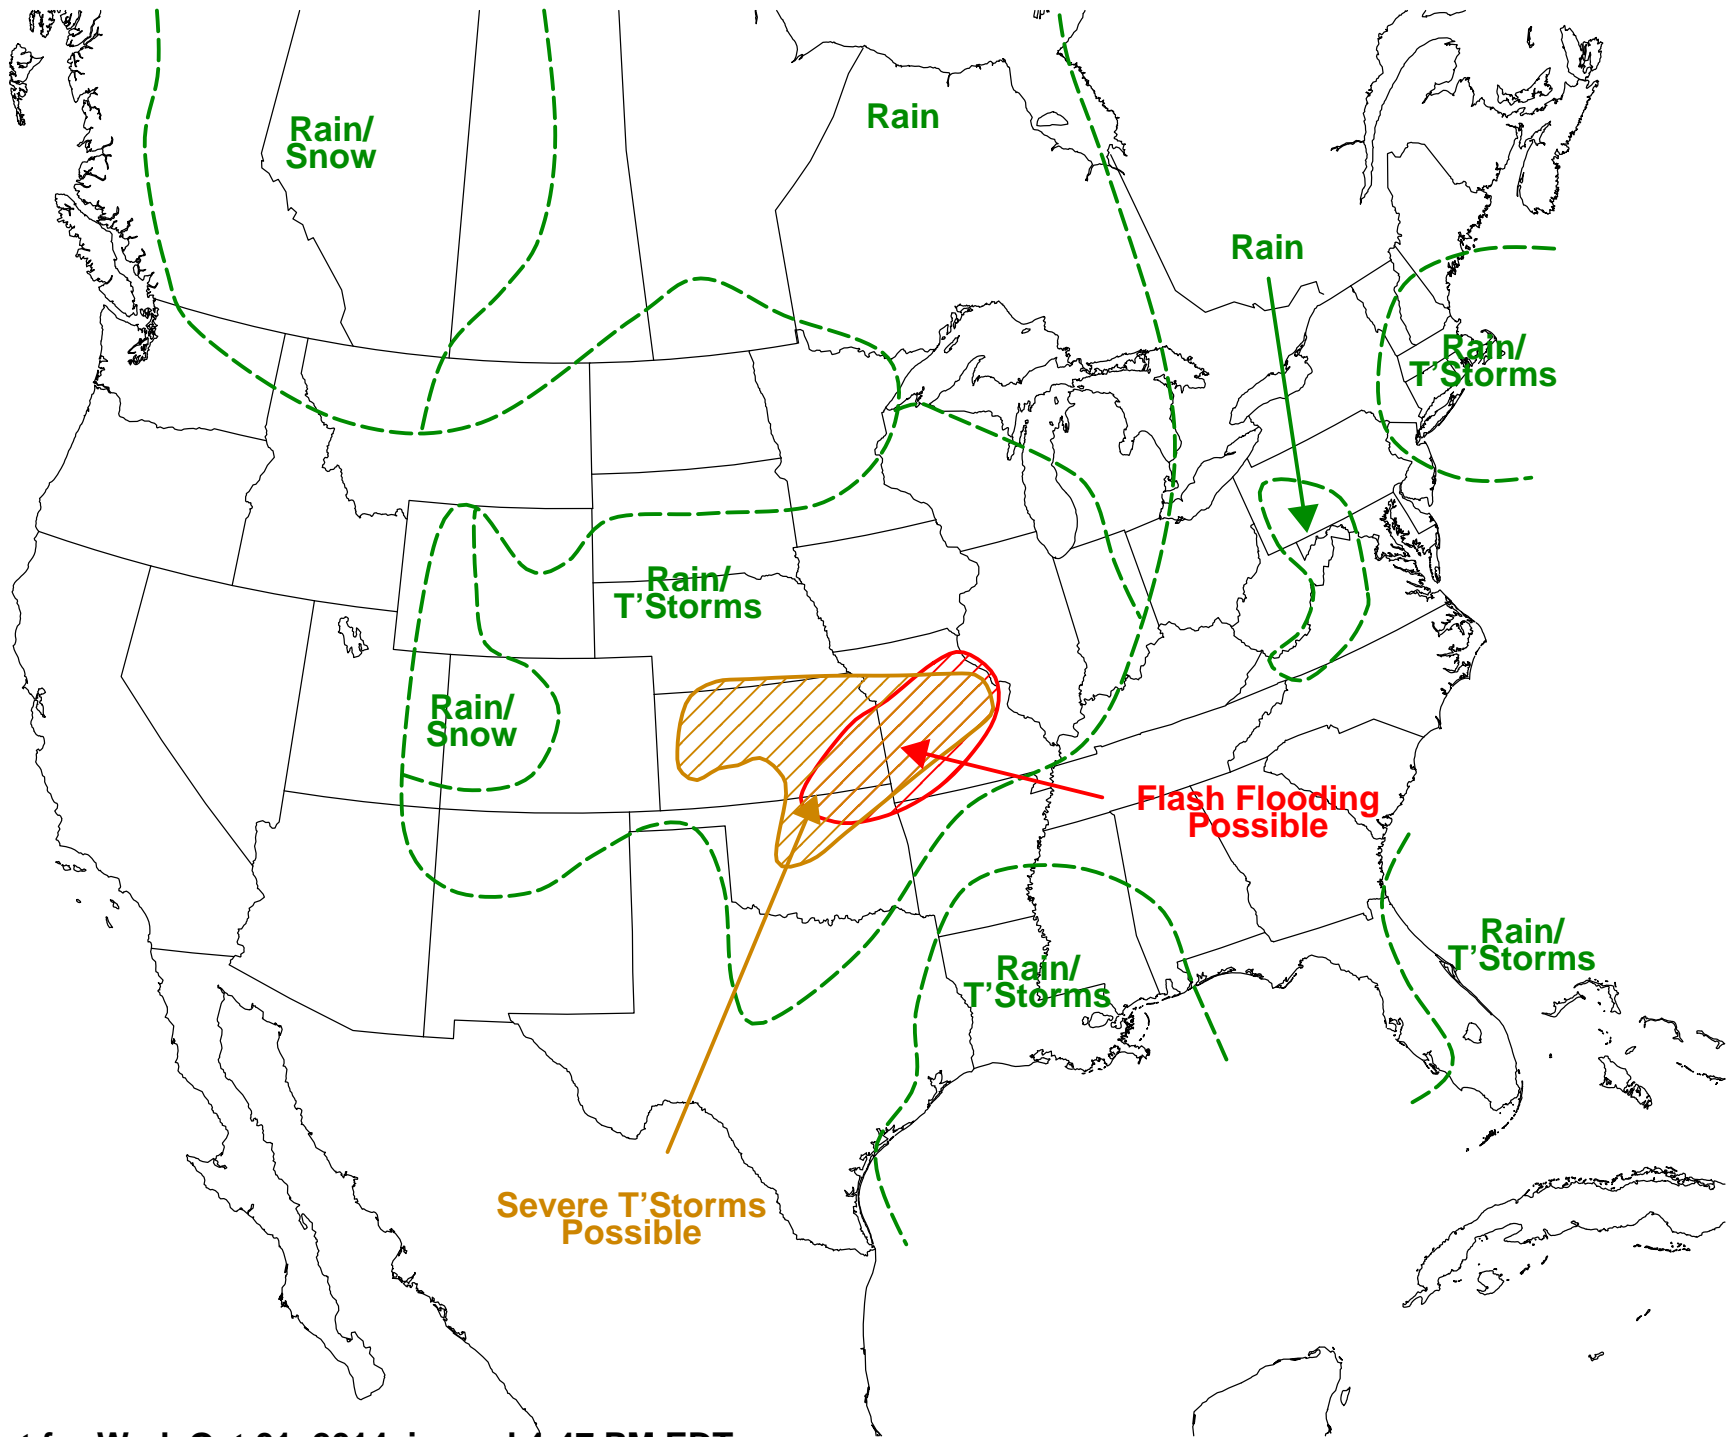 Rain/
Snow
Rain
Rain
Rain/
T’Storms
Rain/
T’Storms
Rain/
Snow
Flash Flooding
Possible
Rain/
T’Storms
Rain/
T’Storms
Severe T’Storms
Possible